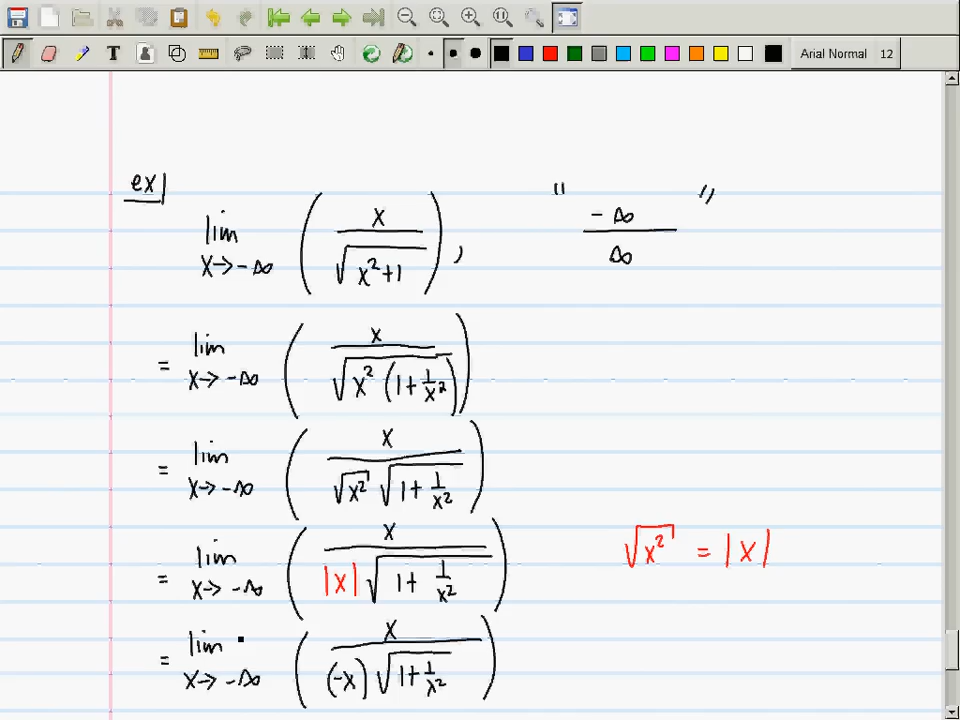 T Arial Normal 12
ex|
lim x→-∞ ( x / √(x²+1) ) , " -∞ / ∞ "
= lim x→-∞ ( x / √(x² (1 + 1/x²)) )
= lim x→-∞ ( x / (√x² √(1 + 1/x²)) )
= lim x→-∞ ( x / (|x| √(1 + 1/x²)) ) √x² = |x|
= lim x→-∞ ( x / ((-x) √(1 + 1/x²)) )